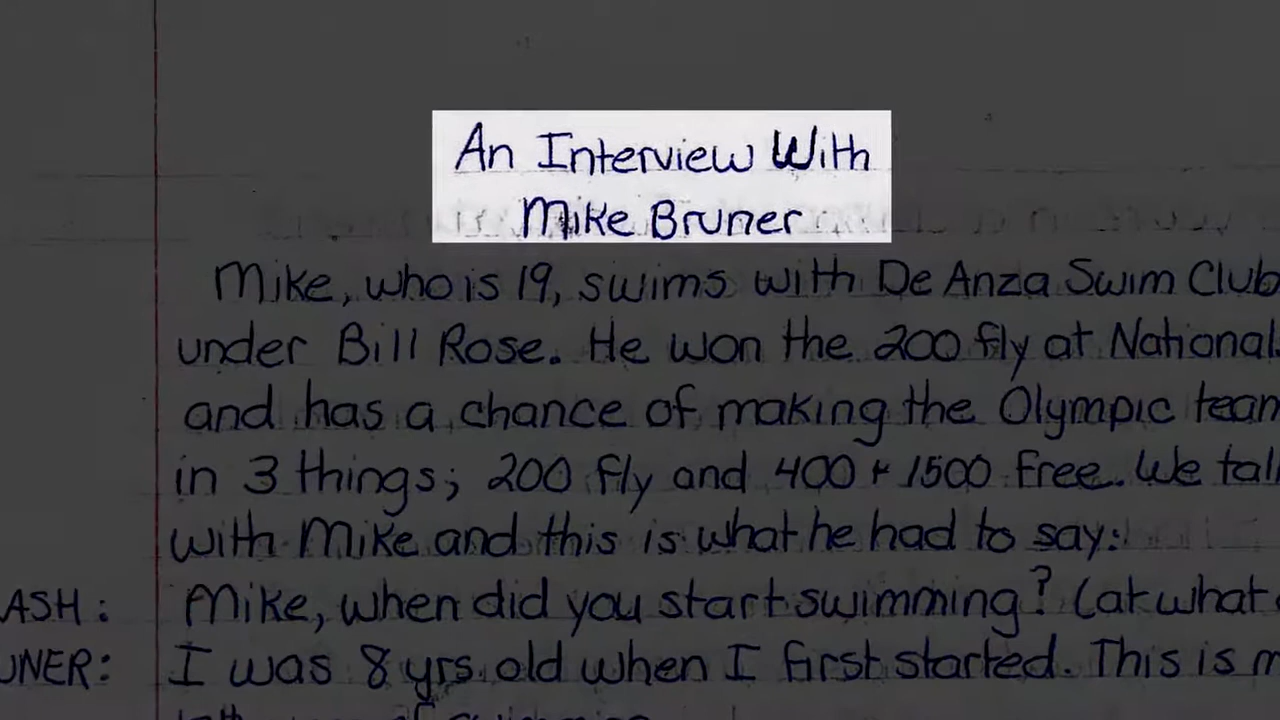 An Interview With
Mike Bruner
Mike, who is 19, swims with De Anza Swim Club
under Bill Rose. He won the 200 fly at National
and has a chance of making the Olympic team
in 3 things; 200 fly and 400 + 1500 free. We tal
with Mike and this is what he had to say:
ASH: Mike, when did you start swimming? (at what
UNER: I was 8 yrs. old when I first started. This is m